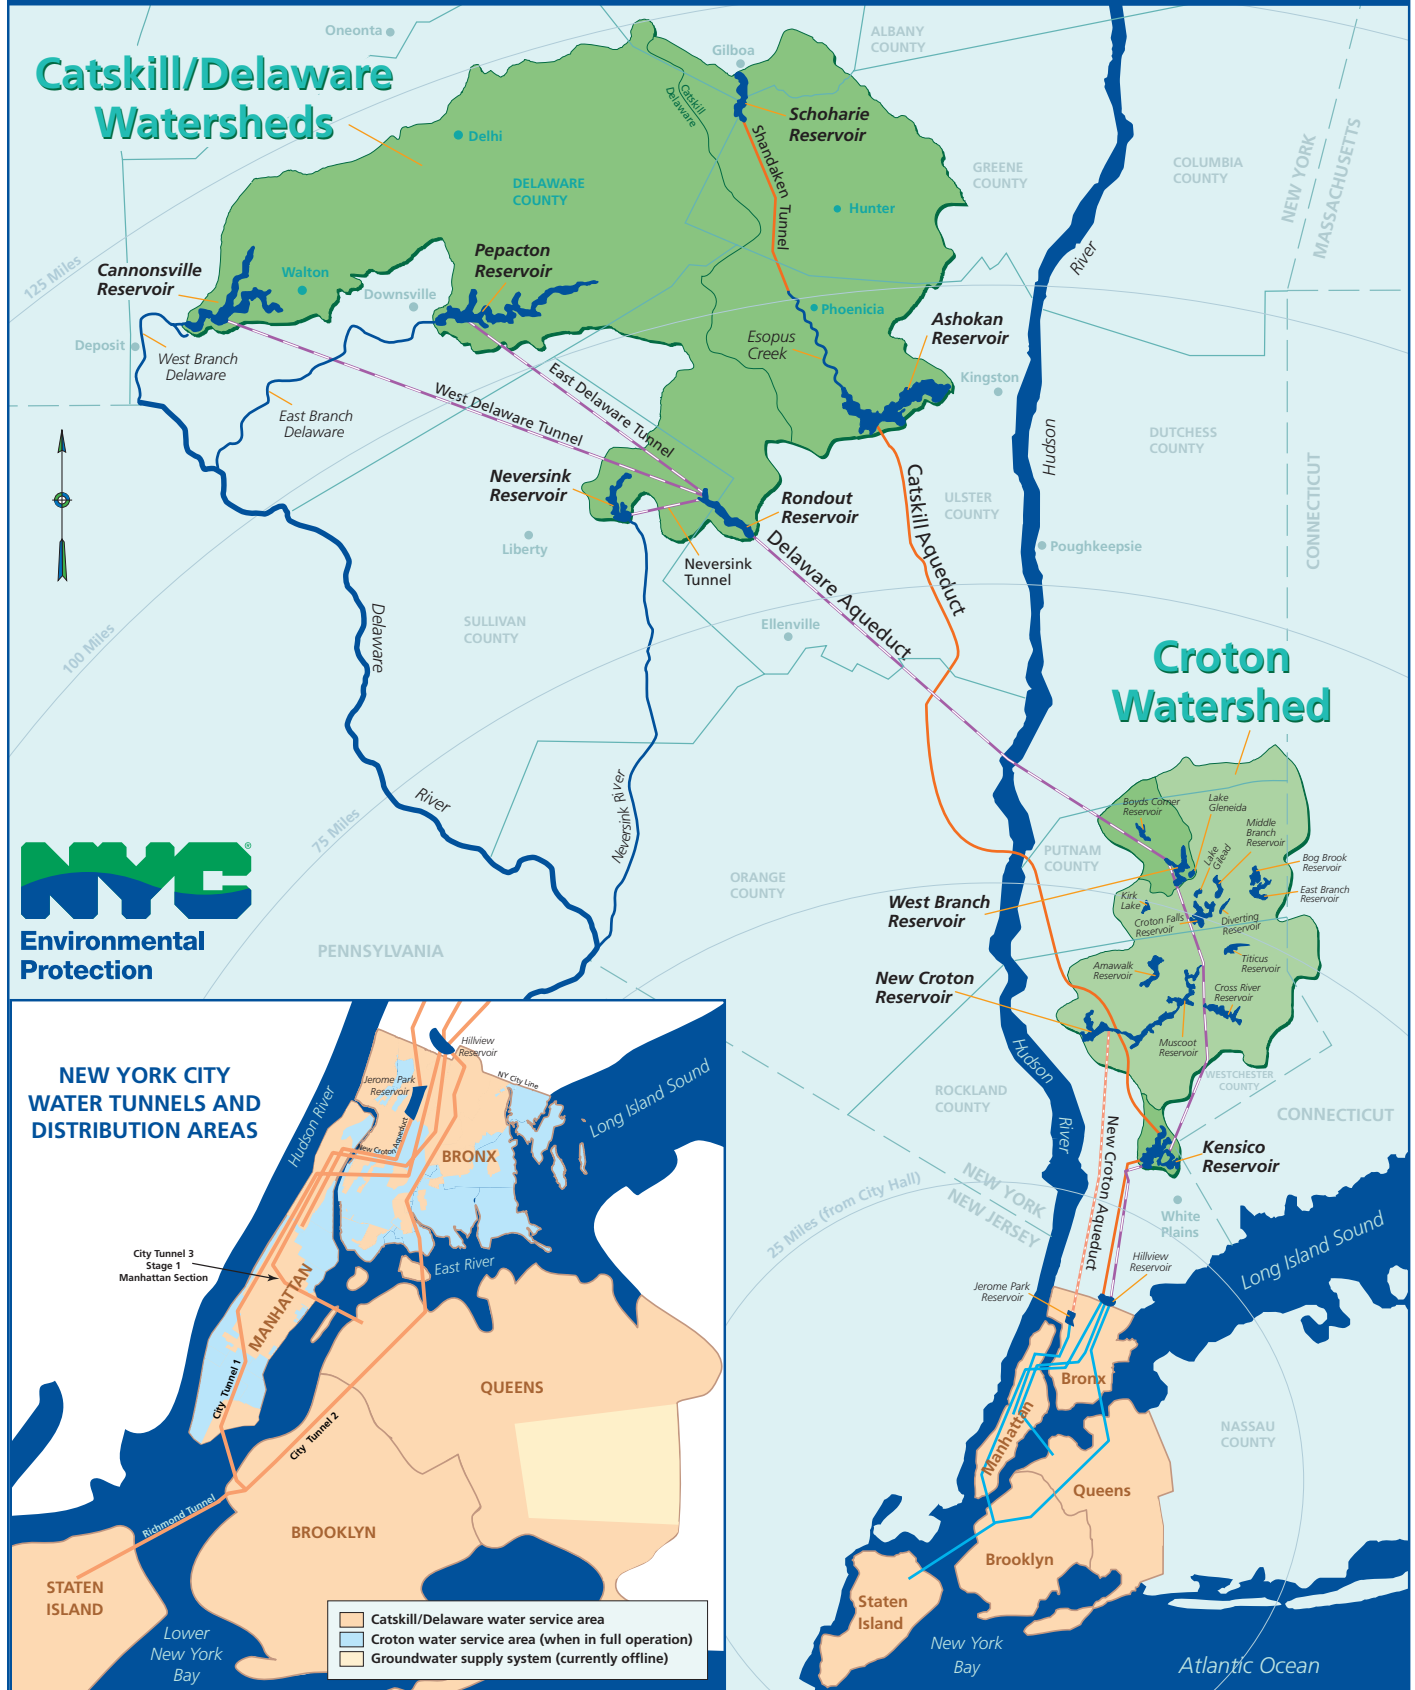 Oneonta
Catskill/Delaware
Watersheds
Gilboa
ALBANY
COUNTY
Catskill
Delaware
Schoharie
Reservoir
Delhi
Shandaken Tunnel
GREENE
COUNTY
COLUMBIA
COUNTY
NEW YORK
MASSACHUSETTS
DELAWARE
COUNTY
Hunter
Pepacton
Reservoir
River
125 Miles
Cannonsville
Reservoir
Walton
Downsville
Phoenicia
Ashokan
Reservoir
Esopus
Creek
Deposit
West Branch
Delaware
East Delaware Tunnel
West Delaware Tunnel
Kingston
East Branch
Delaware
Hudson
DUTCHESS
COUNTY
CONNECTICUT
Neversink
Reservoir
Rondout
Reservoir
Catskill Aqueduct
ULSTER
COUNTY
Liberty
Neversink
Tunnel
Delaware Aqueduct
Poughkeepsie
Delaware
100 Miles
SULLIVAN
COUNTY
Ellenville
Croton
Watershed
River
75 Miles
Neversink River
Boyds Corner
Reservoir
Lake
Gleneida
Middle
Branch
Reservoir
Lake
Gilead
Bog Brook
Reservoir
East Branch
Reservoir
PUTNAM
COUNTY
ORANGE
COUNTY
West Branch
Reservoir
Kirk
Lake
Croton Falls
Reservoir
Diverting
Reservoir
NYC®
Environmental
Protection
PENNSYLVANIA
Titicus
Reservoir
Amawalk
Reservoir
New Croton
Reservoir
Cross River
Reservoir
Muscoot
Reservoir
Hudson
River
WESTCHESTER
COUNTY
ROCKLAND
COUNTY
CONNECTICUT
New Croton Aqueduct
Kensico
Reservoir
25 Miles (from City Hall)
NEW YORK
NEW JERSEY
White
Plains
Long Island Sound
Hillview
Reservoir
Jerome Park
Reservoir
Bronx
Manhattan
NASSAU
COUNTY
Queens
Brooklyn
Staten
Island
New York
Bay
Atlantic Ocean
NEW YORK CITY
WATER TUNNELS AND
DISTRIBUTION AREAS
Hillview
Reservoir
Jerome Park
Reservoir
NY City Line
Hudson River
Long Island Sound
New Croton Aqueduct
BRONX
City Tunnel 3
Stage 1
Manhattan Section
East River
MANHATTAN
City Tunnel 1
QUEENS
City Tunnel 2
Richmond Tunnel
BROOKLYN
STATEN
ISLAND
Lower
New York
Bay
Catskill/Delaware water service area
Croton water service area (when in full operation)
Groundwater supply system (currently offline)